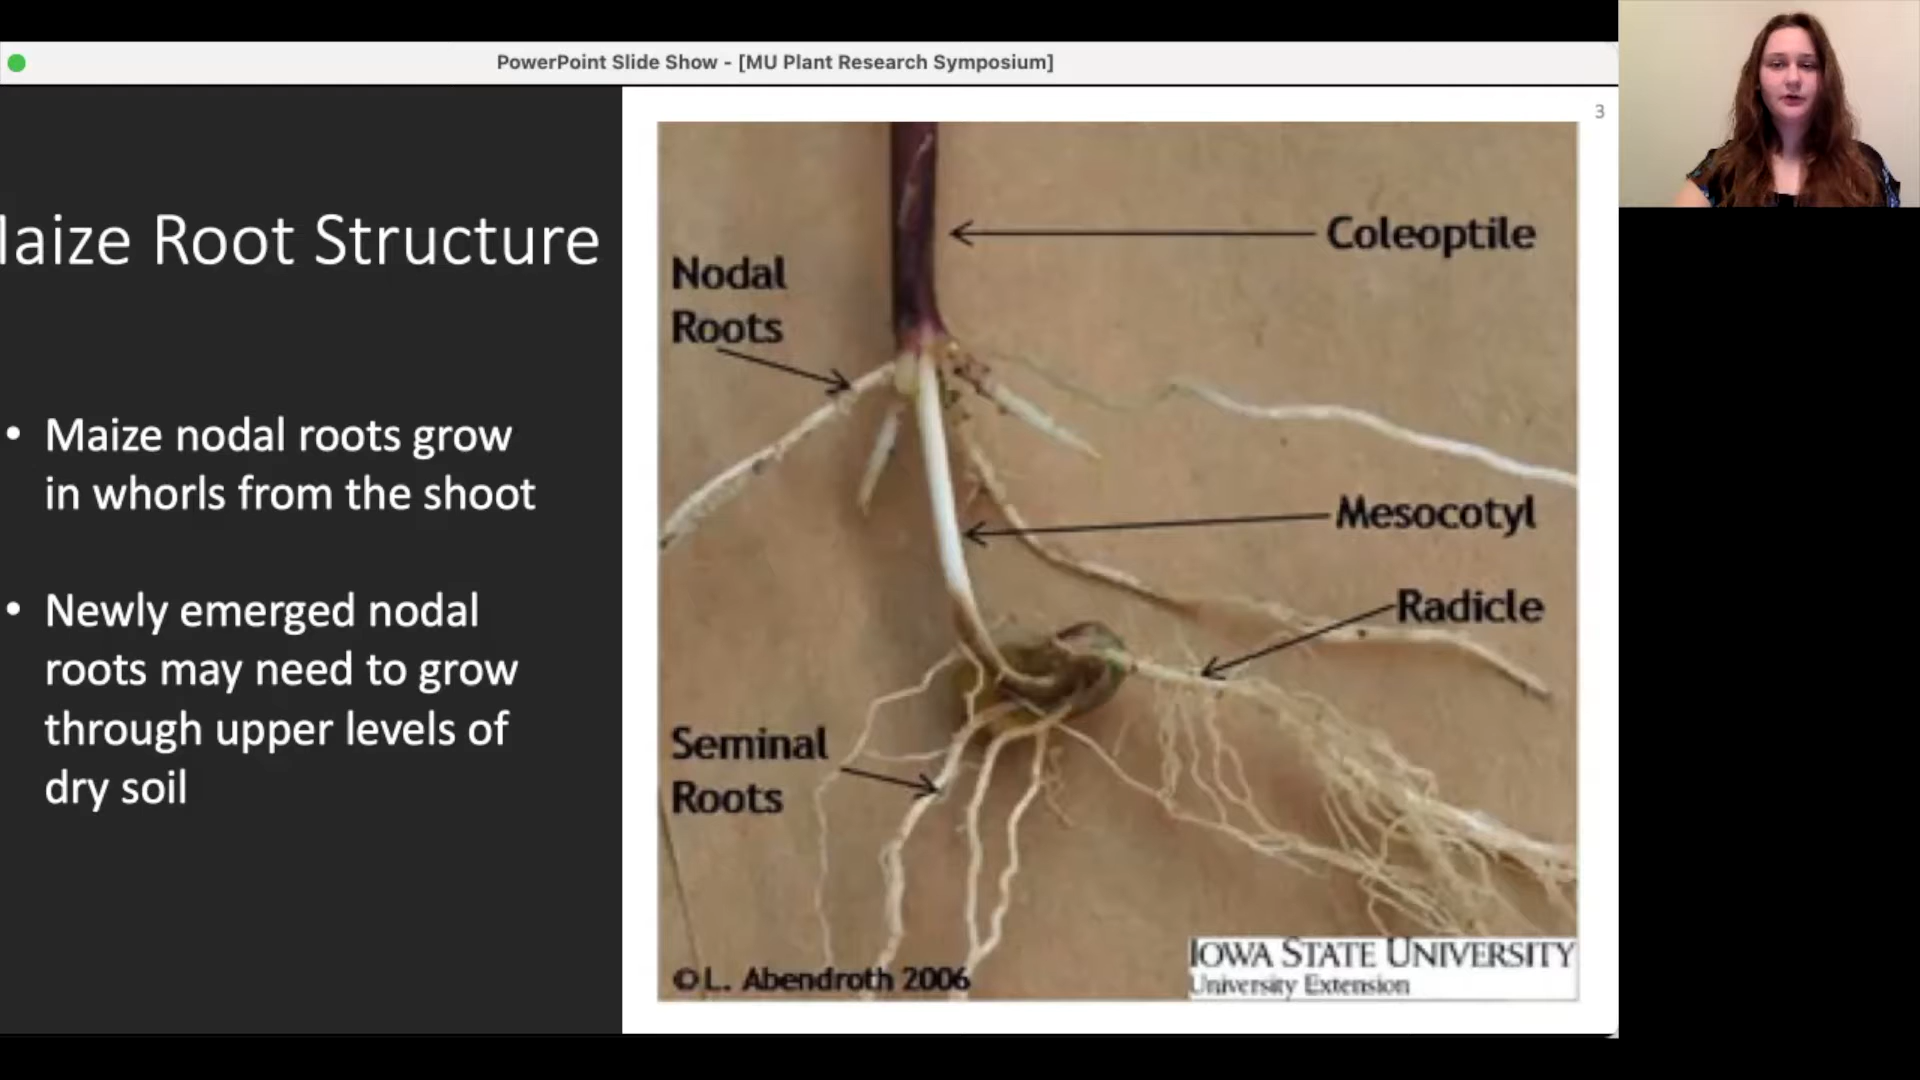 PowerPoint Slide Show - [MU Plant Research Symposium]
3
aize Root Structure
• Maize nodal roots grow
in whorls from the shoot
• Newly emerged nodal
roots may need to grow
through upper levels of
dry soil
Coleoptile
Nodal
Roots
Mesocotyl
Radicle
Seminal
Roots
©L. Abendroth 2006
IOWA STATE UNIVERSITY
University Extension